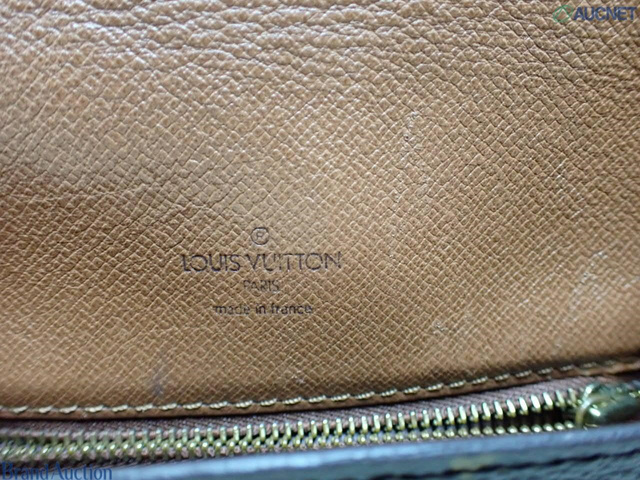 AUCNET
®
LOUIS VUITTON
PARIS
made in france
Brand Auction